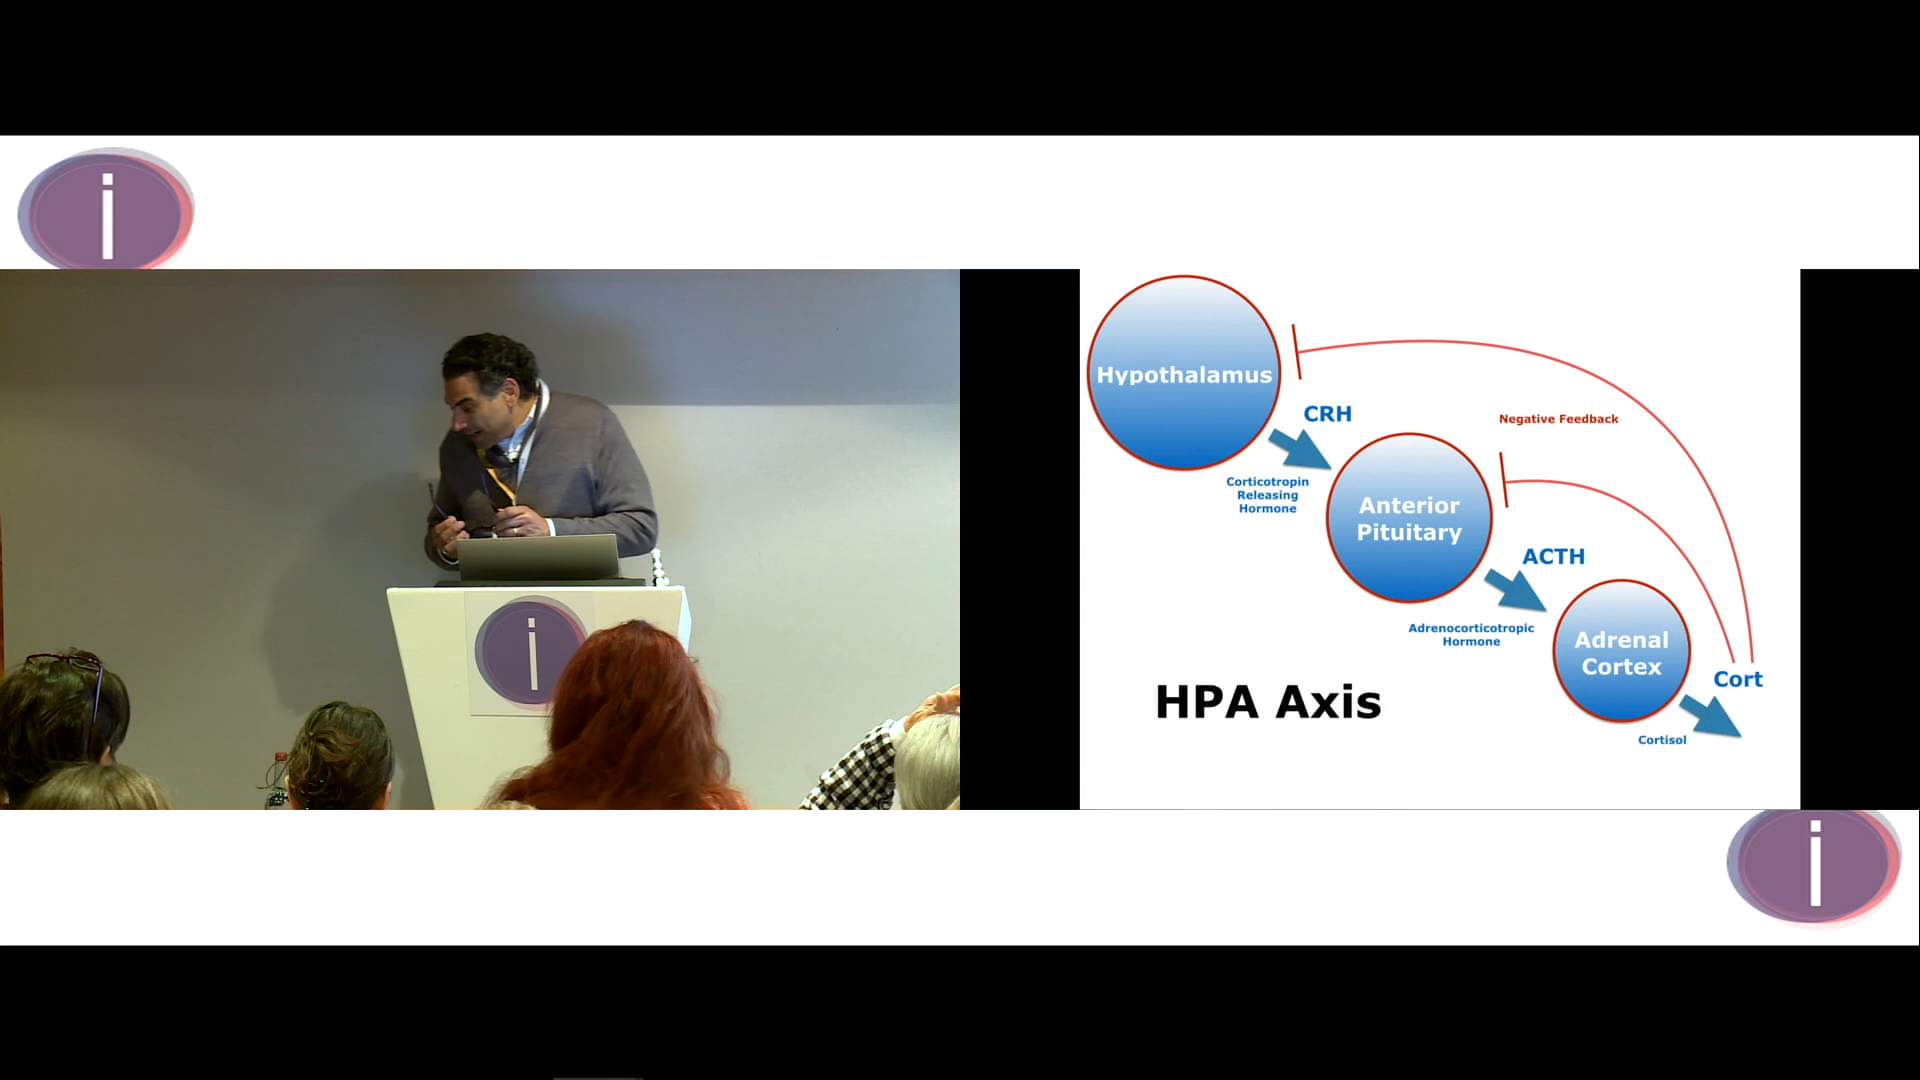 i
Hypothalamus
CRH
Negative Feedback
Corticotropin
Releasing
Hormone
Anterior
Pituitary
ACTH
Adrenocorticotropic
Hormone
Adrenal
Cortex
Cort
HPA Axis
Cortisol
i
i